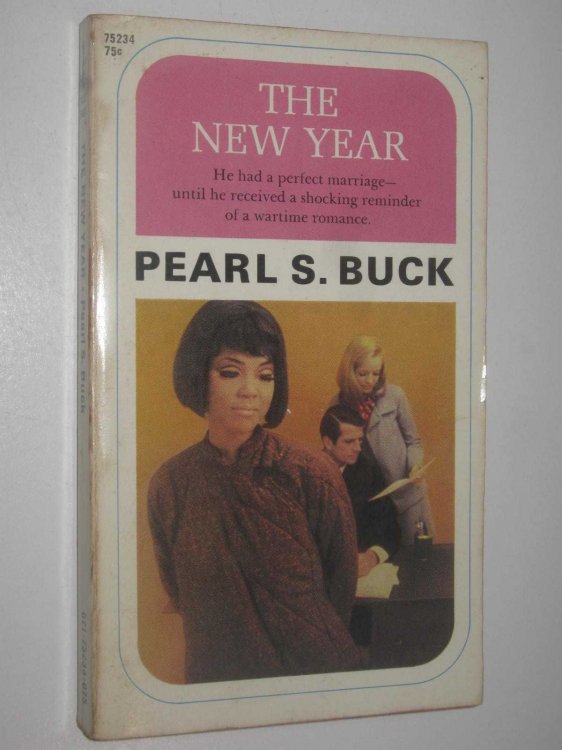 75234
75¢
THE
NEW YEAR
He had a perfect marriage—
until he received a shocking reminder
of a wartime romance.
PEARL S. BUCK
THE NEW YEAR Pearl S. Buck